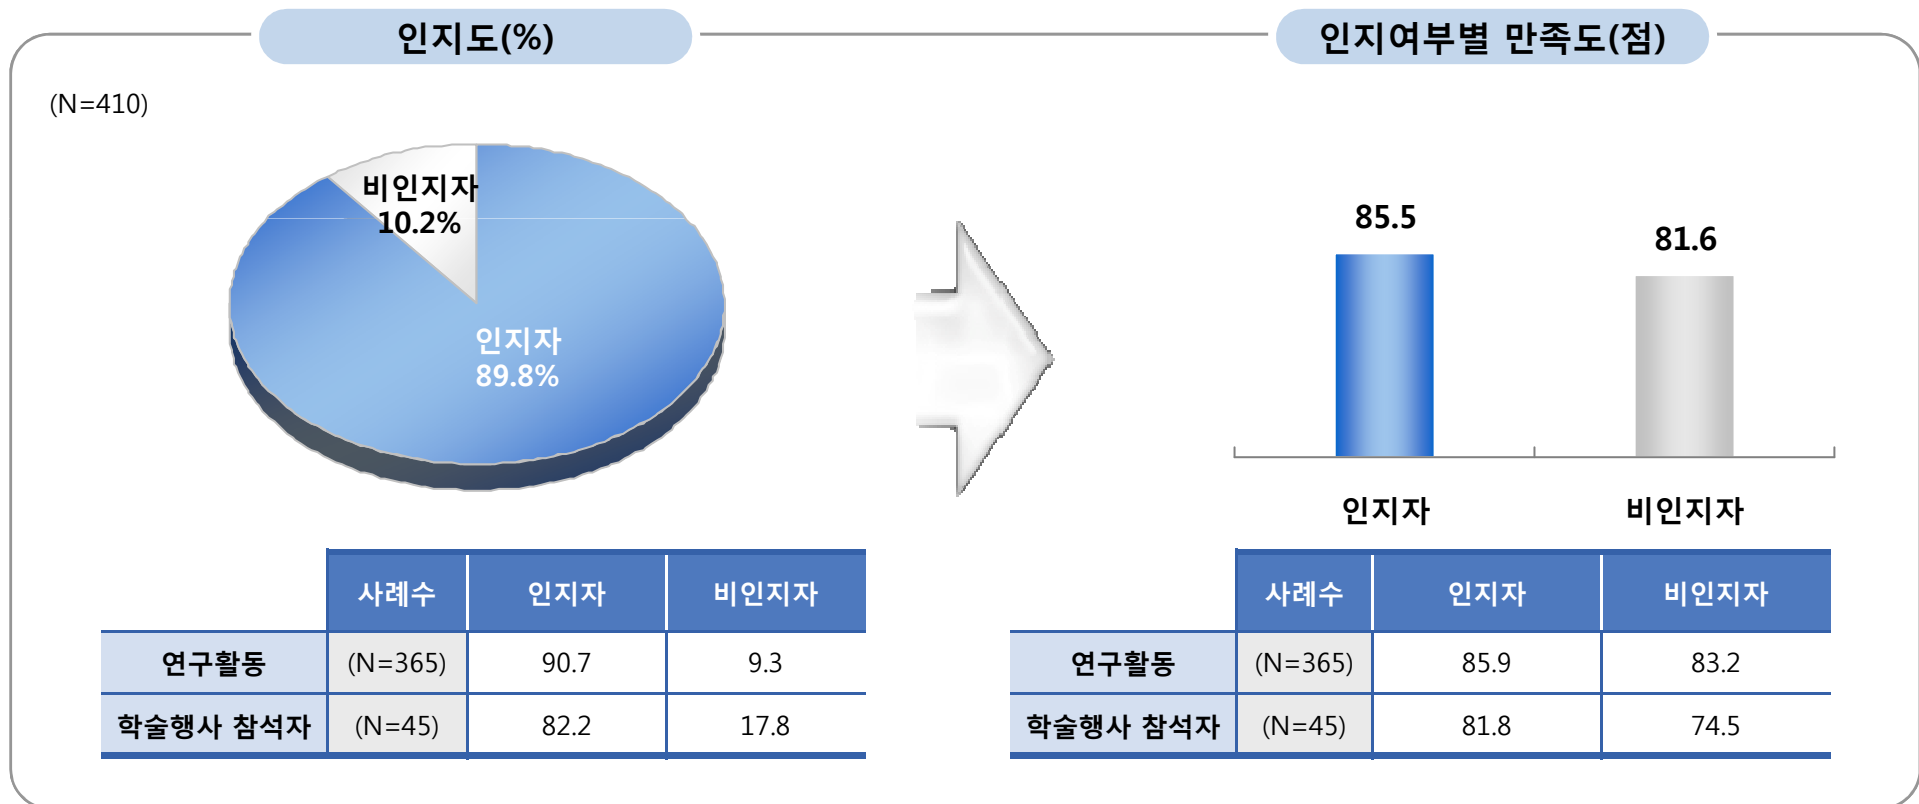 인지도(%)
인지여부별 만족도(점)
(N=410)
비인지자
10.2%
인지자
89.8%
85.5
81.6
인지자
비인지자
사례수 인지자 비인지자
연구활동 (N=365) 90.7 9.3
학술행사 참석자 (N=45) 82.2 17.8
사례수 인지자 비인지자
연구활동 (N=365) 85.9 83.2
학술행사 참석자 (N=45) 81.8 74.5